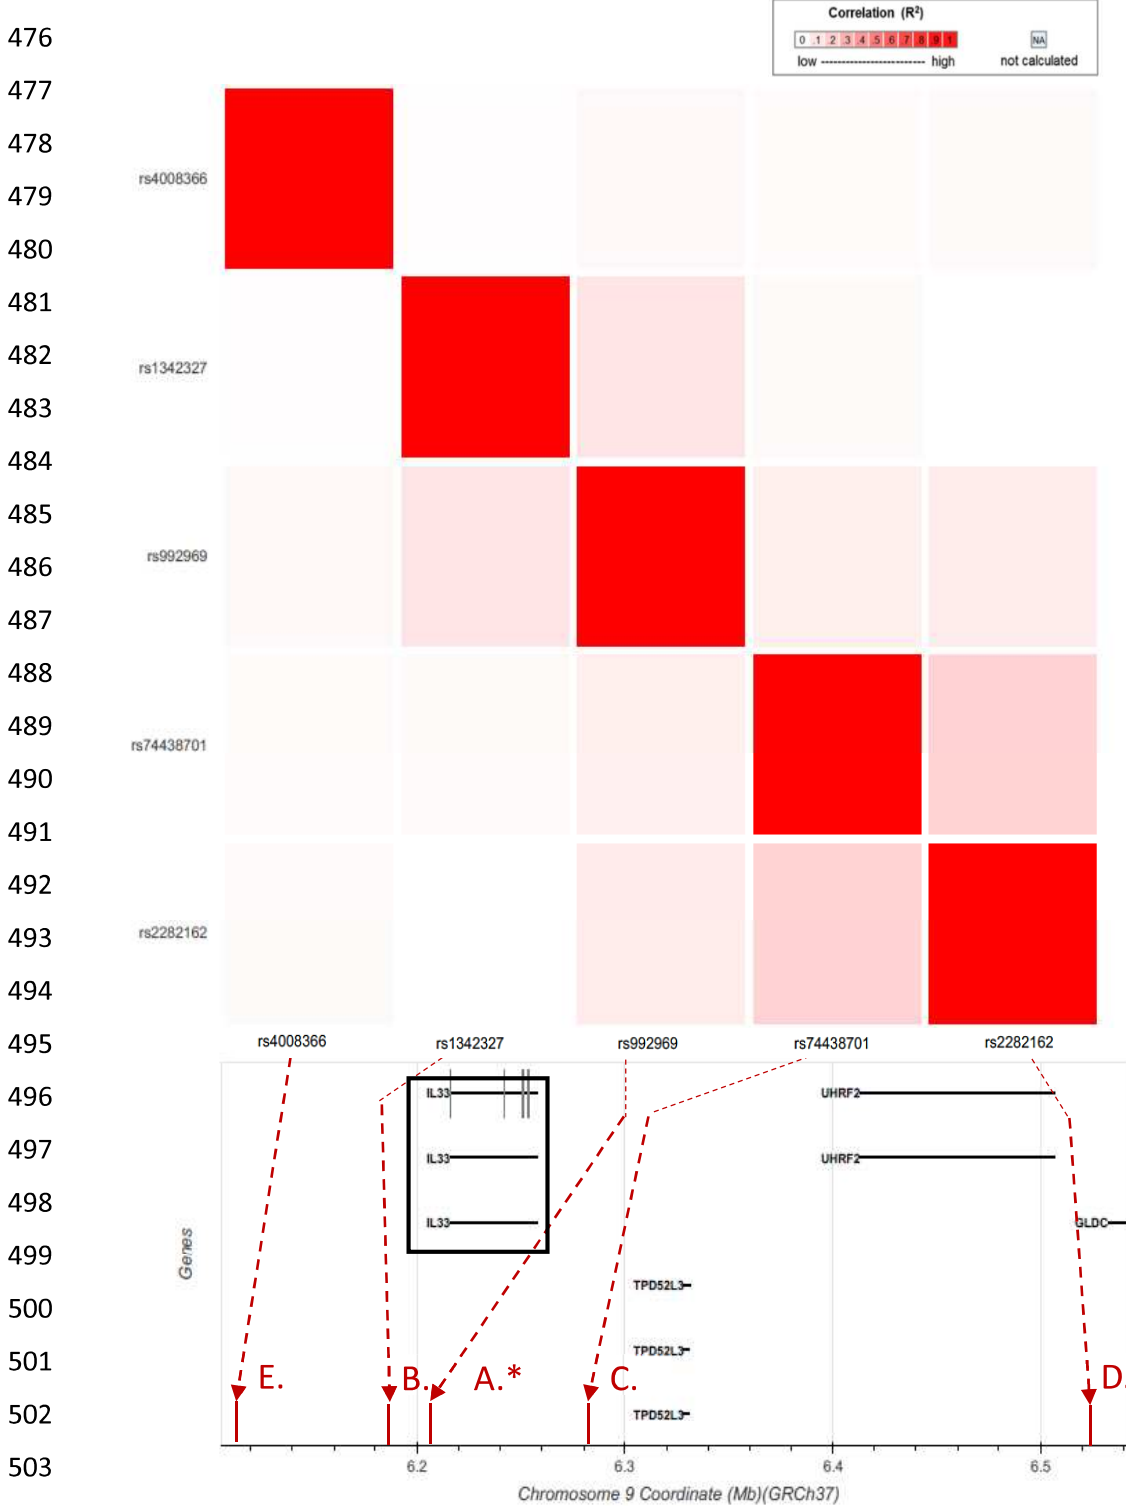 Correlation (R²)
476
0 .1 .2 .3 .4 .5 .6 .7 .8 .9 1
NA
low ------------------------- high
not calculated
477
478
rs4008366
479
480
481
482
rs1342327
483
484
485
486
rs992969
487
488
489
rs74438701
490
491
492
493
rs2282162
494
495
rs4008366 rs1342327 rs992969 rs74438701 rs2282162
496
IL33 UHRF2
497
IL33 UHRF2
498
IL33 GLDC
499
Genes
TPD52L3
500
TPD52L3
501
E. B. A.* C. D.
502
TPD52L3
503
6.2 6.3 6.4 6.5
Chromosome 9 Coordinate (Mb)(GRCh37)